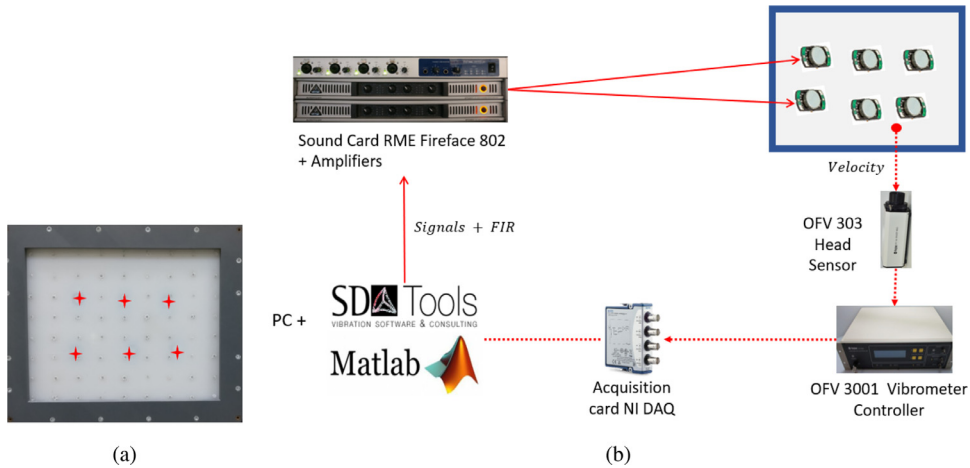 Sound Card RME Fireface 802
+ Amplifiers
Velocity
Signals + FIR
OFV 303
Head
Sensor
PC +
SD Tools
VIBRATION SOFTWARE & CONSULTING
Matlab
Acquisition
card NI DAQ
OFV 3001 Vibrometer
Controller
(a)
(b)